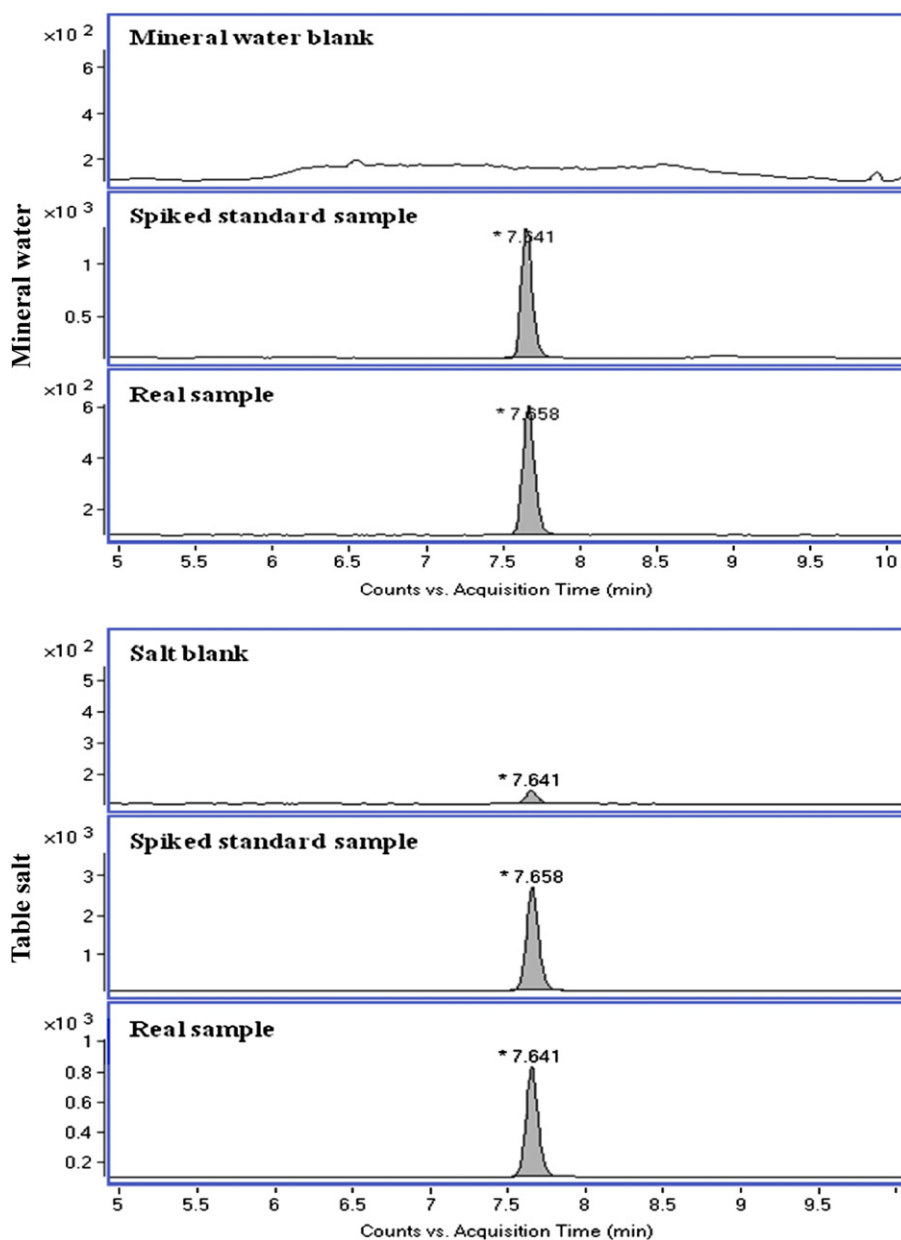 ×10 2
Mineral water blank
6
4
2
×10 3
Spiked standard sample
* 7.641
1
0.5
×10 2
Real sample
* 7.658
6
4
2
5 5.5 6 6.5 7 7.5 8 8.5 9 9.5 10
Counts vs. Acquisition Time (min)
Mineral water
×10 2
Salt blank
5
4
3
2
* 7.641
×10 3
Spiked standard sample
3
* 7.658
2
1
×10 3
Real sample
1
* 7.641
0.8
0.6
0.4
0.2
5 5.5 6 6.5 7 7.5 8 8.5 9 9.5
Counts vs. Acquisition Time (min)
Table salt